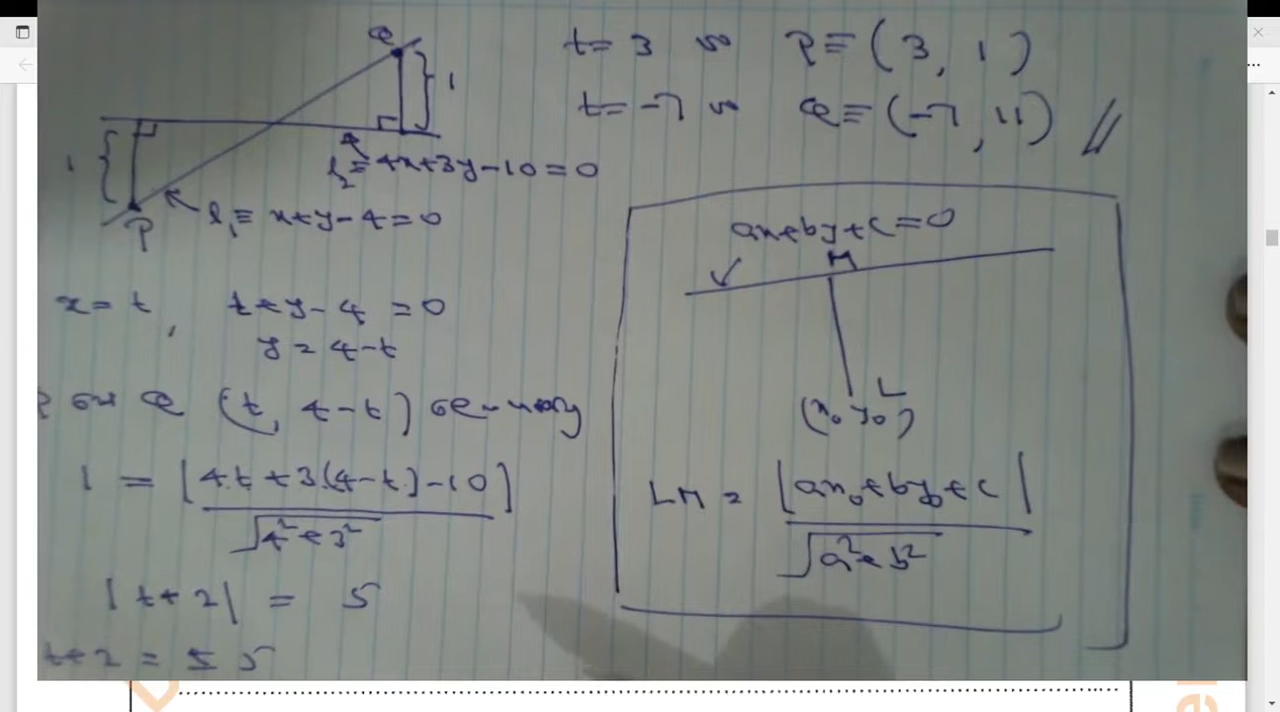 Q
t = 3
P ≡ (3, 1)
t = -7
Q ≡ (-7, 11) //
1
1
l₂ ≡ 4x+3y-10=0
P
l₁ ≡ x+y-4=0
x = t, t+y-4 = 0
y = 4-t
Q (t, 4-t)
1 = |4t + 3(4-t) - 10|
√4²+3²
|t+2| = 5
t+2 = 5
ax+by+c=0
M
L
(x₀ y₀)
LM = |ax₀+by₀+c|
√a²+b²